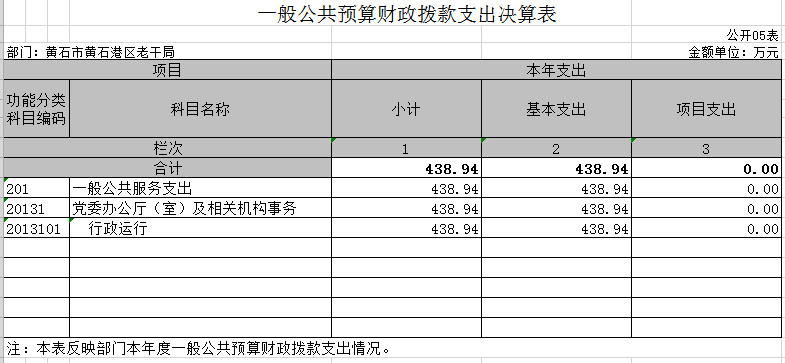 一般公共预算财政拨款支出决算表
公开05表
部门：黄石市黄石港区老干局 金额单位：万元
项目 本年支出
功能分类科目编码 科目名称 小计 基本支出 项目支出
栏次 1 2 3
合计 438.94 438.94 0.00
201 一般公共服务支出 438.94 438.94 0.00
20131 党委办公厅（室）及相关机构事务 438.94 438.94 0.00
2013101 行政运行 438.94 438.94 0.00
注：本表反映部门本年度一般公共预算财政拨款支出情况。